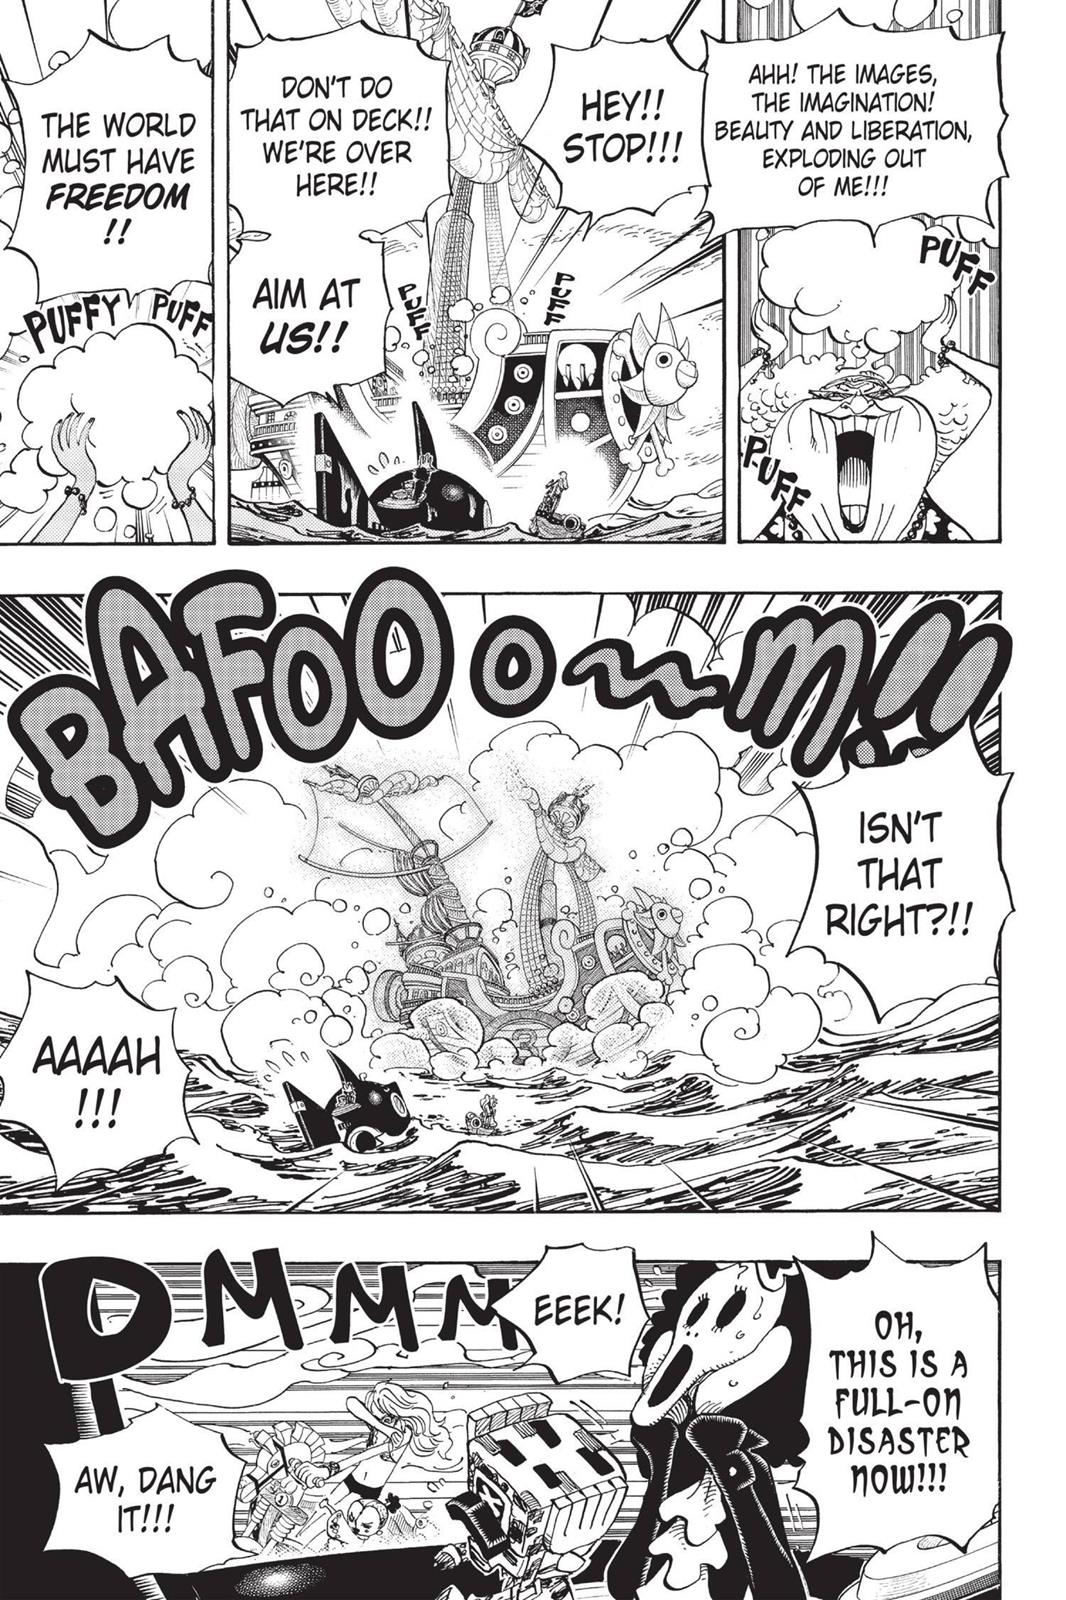 AHH! THE IMAGES,
THE IMAGINATION!
BEAUTY AND LIBERATION,
EXPLODING OUT
OF ME!!!
PUFF
PUFF
HEY!!
STOP!!!
DON'T DO
THAT ON DECK!!
WE'RE OVER
HERE!!
AIM AT
US!!
PUFF
PUFF
THE WORLD
MUST HAVE
FREEDOM
!!
PUFFY PUFF
BAFOOOO~M!!
ISN'T
THAT
RIGHT?!!
AAAAH
!!!
OH,
THIS IS A
FULL-ON
DISASTER
NOW!!!
EEEK!
DMMMM
AW, DANG
IT!!!